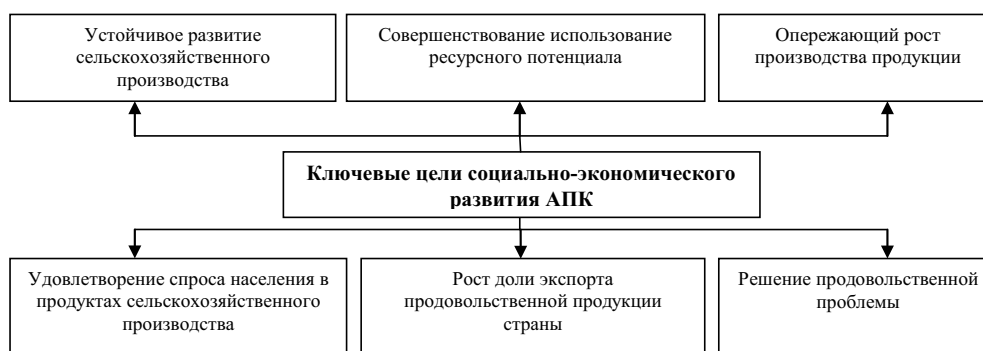 Устойчивое развитие
сельскохозяйственного
производства
Совершенствование использование
ресурсного потенциала
Опережающий рост
производства продукции
Ключевые цели социально-экономического
развития АПК
Удовлетворение спроса населения в
продуктах сельскохозяйственного
производства
Рост доли экспорта
продовольственной продукции
страны
Решение продовольственной
проблемы